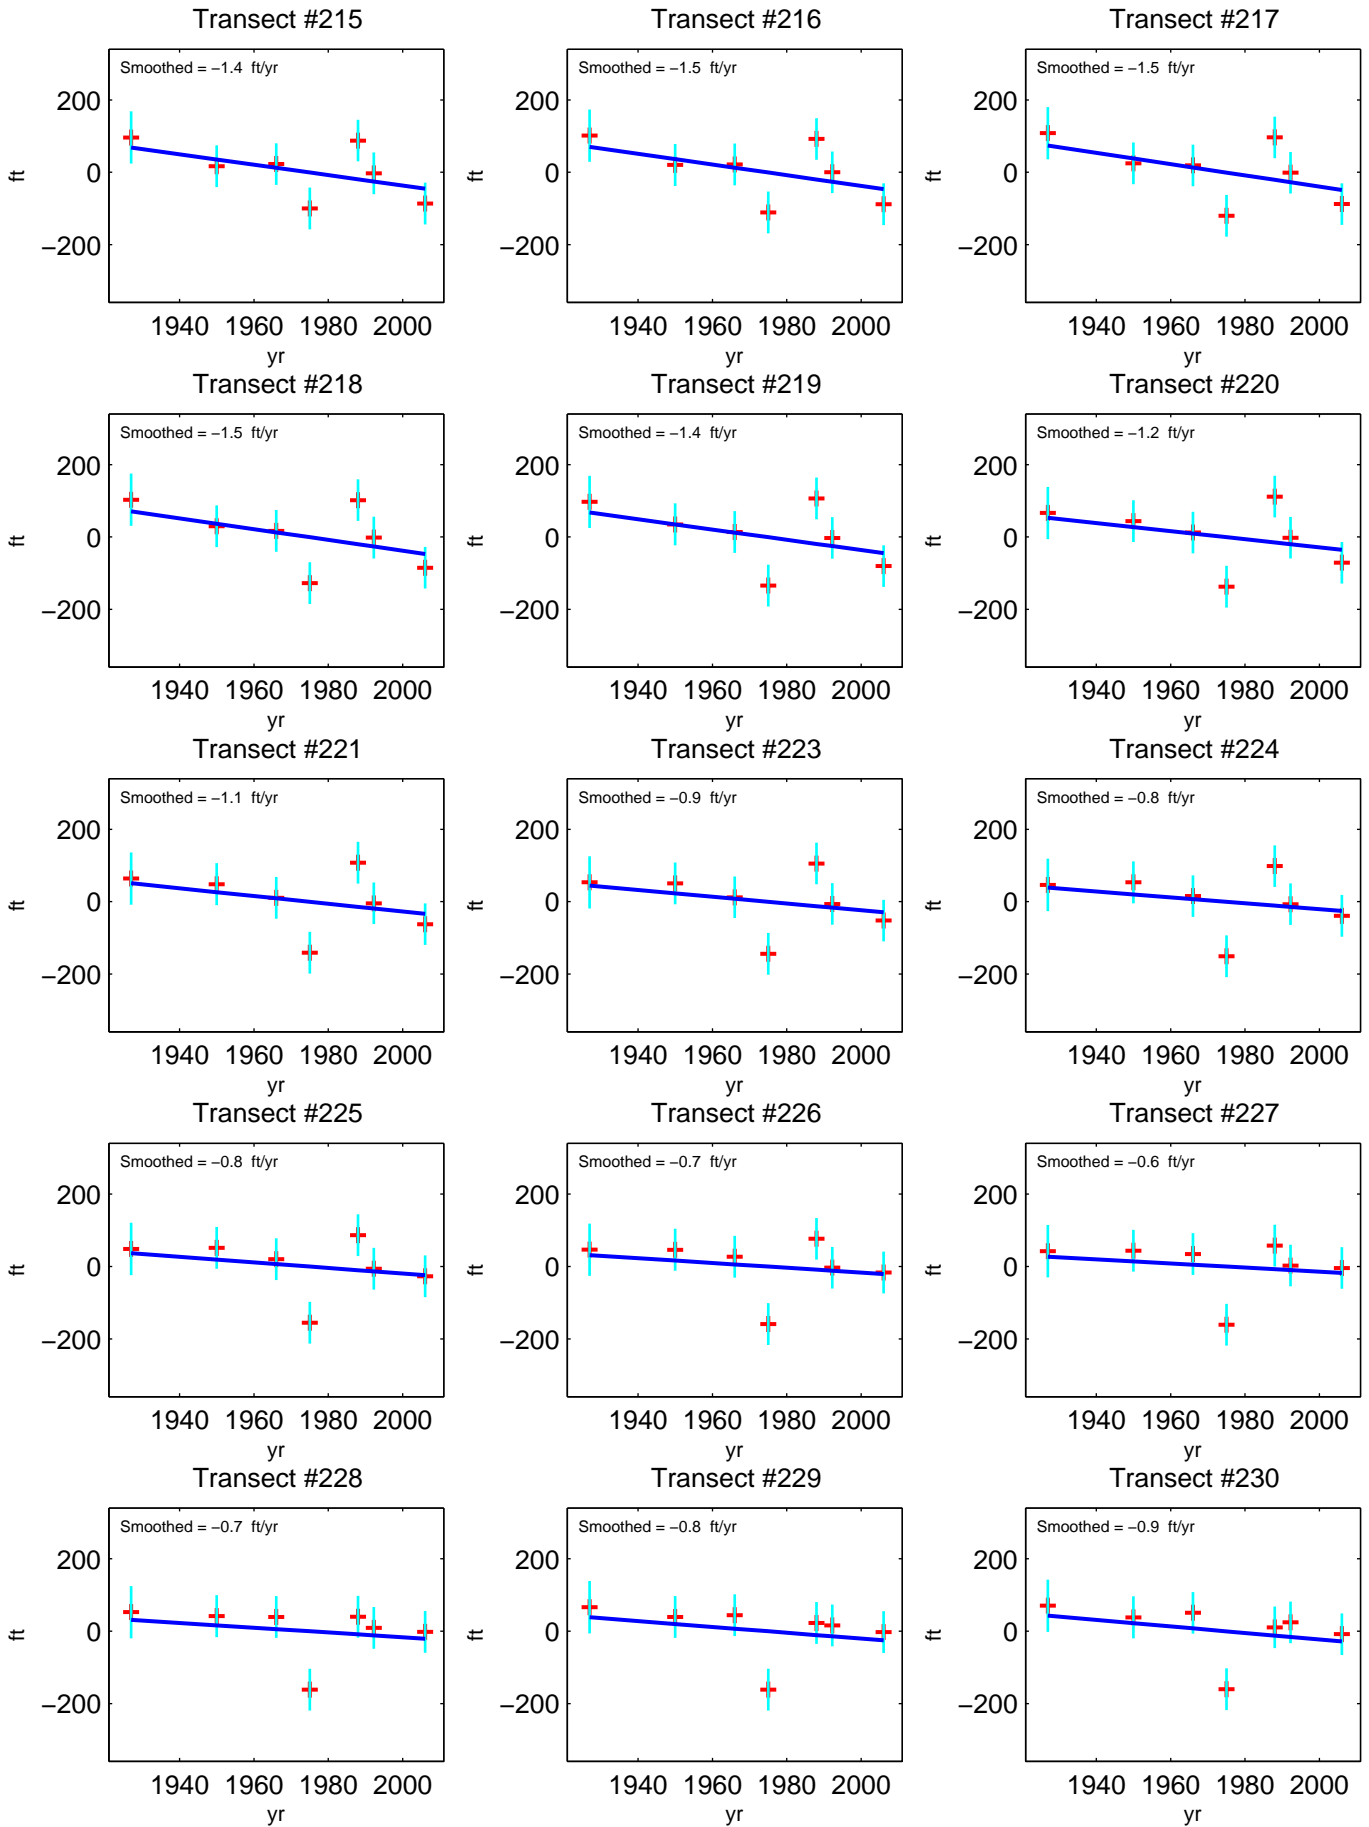 Transect #215
Smoothed = −1.4 ft/yr
200
0
−200
ft
1940 1960 1980 2000
yr
Transect #216
Smoothed = −1.5 ft/yr
200
0
−200
ft
1940 1960 1980 2000
yr
Transect #217
Smoothed = −1.5 ft/yr
200
0
−200
ft
1940 1960 1980 2000
yr
Transect #218
Smoothed = −1.5 ft/yr
200
0
−200
ft
1940 1960 1980 2000
yr
Transect #219
Smoothed = −1.4 ft/yr
200
0
−200
ft
1940 1960 1980 2000
yr
Transect #220
Smoothed = −1.2 ft/yr
200
0
−200
ft
1940 1960 1980 2000
yr
Transect #221
Smoothed = −1.1 ft/yr
200
0
−200
ft
1940 1960 1980 2000
yr
Transect #223
Smoothed = −0.9 ft/yr
200
0
−200
ft
1940 1960 1980 2000
yr
Transect #224
Smoothed = −0.8 ft/yr
200
0
−200
ft
1940 1960 1980 2000
yr
Transect #225
Smoothed = −0.8 ft/yr
200
0
−200
ft
1940 1960 1980 2000
yr
Transect #226
Smoothed = −0.7 ft/yr
200
0
−200
ft
1940 1960 1980 2000
yr
Transect #227
Smoothed = −0.6 ft/yr
200
0
−200
ft
1940 1960 1980 2000
yr
Transect #228
Smoothed = −0.7 ft/yr
200
0
−200
ft
1940 1960 1980 2000
yr
Transect #229
Smoothed = −0.8 ft/yr
200
0
−200
ft
1940 1960 1980 2000
yr
Transect #230
Smoothed = −0.9 ft/yr
200
0
−200
ft
1940 1960 1980 2000
yr